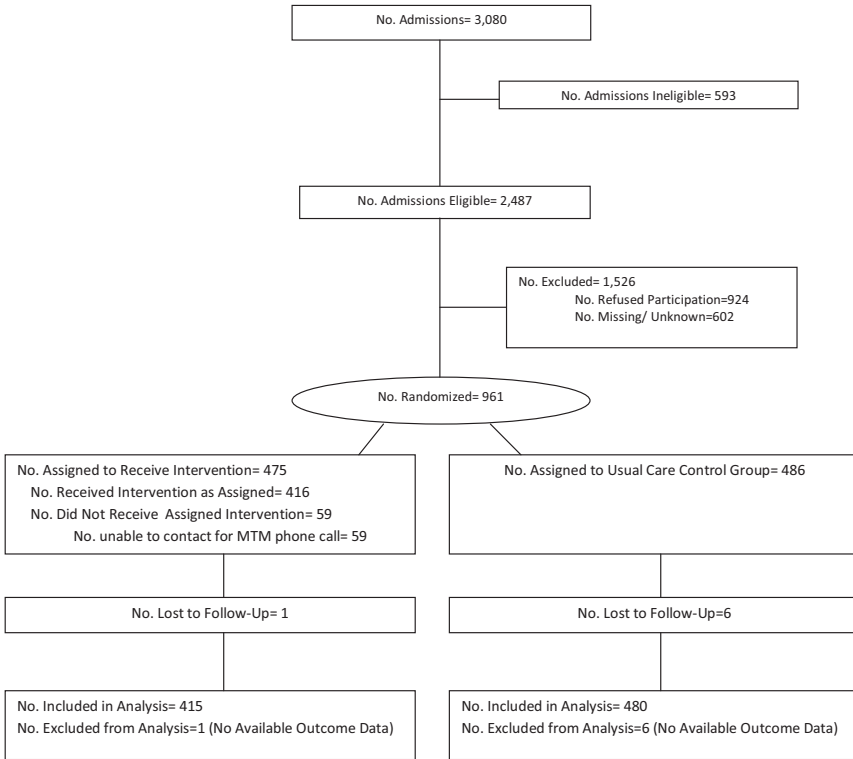 No. Admissions= 3,080
No. Admissions Ineligible= 593
No. Admissions Eligible= 2,487
No. Excluded= 1,526
No. Refused Participation=924
No. Missing/ Unknown=602
No. Randomized= 961
No. Assigned to Receive Intervention= 475
No. Received Intervention as Assigned= 416
No. Did Not Receive Assigned Intervention= 59
No. unable to contact for MTM phone call= 59
No. Assigned to Usual Care Control Group= 486
No. Lost to Follow-Up= 1
No. Lost to Follow-Up=6
No. Included in Analysis= 415
No. Excluded from Analysis=1 (No Available Outcome Data)
No. Included in Analysis= 480
No. Excluded from Analysis=6 (No Available Outcome Data)